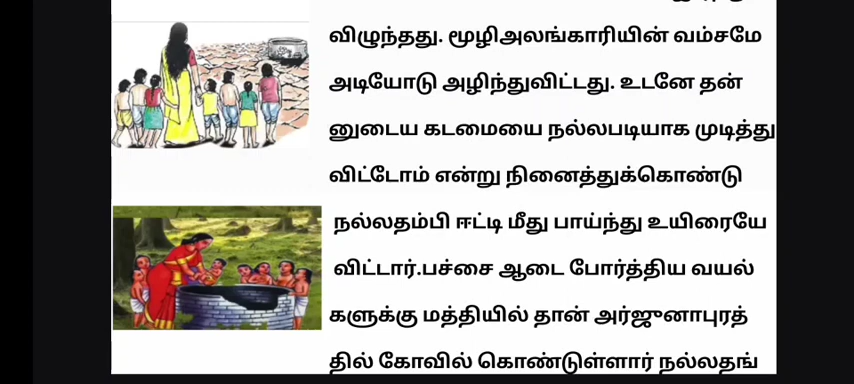 விழுந்தது. மூழிஅலங்காரியின் வம்சமே
அடியோடு அழிந்துவிட்டது. உடனே தன்
னுடைய கடமையை நல்லபடியாக முடித்து
விட்டோம் என்று நினைத்துக்கொண்டு
நல்லதம்பி ஈட்டி மீது பாய்ந்து உயிரையே
விட்டார்.பச்சை ஆடை போர்த்திய வயல்
களுக்கு மத்தியில் தான் அர்ஜுனாபுரத்
தில் கோவில் கொண்டுள்ளார் நல்லதங்